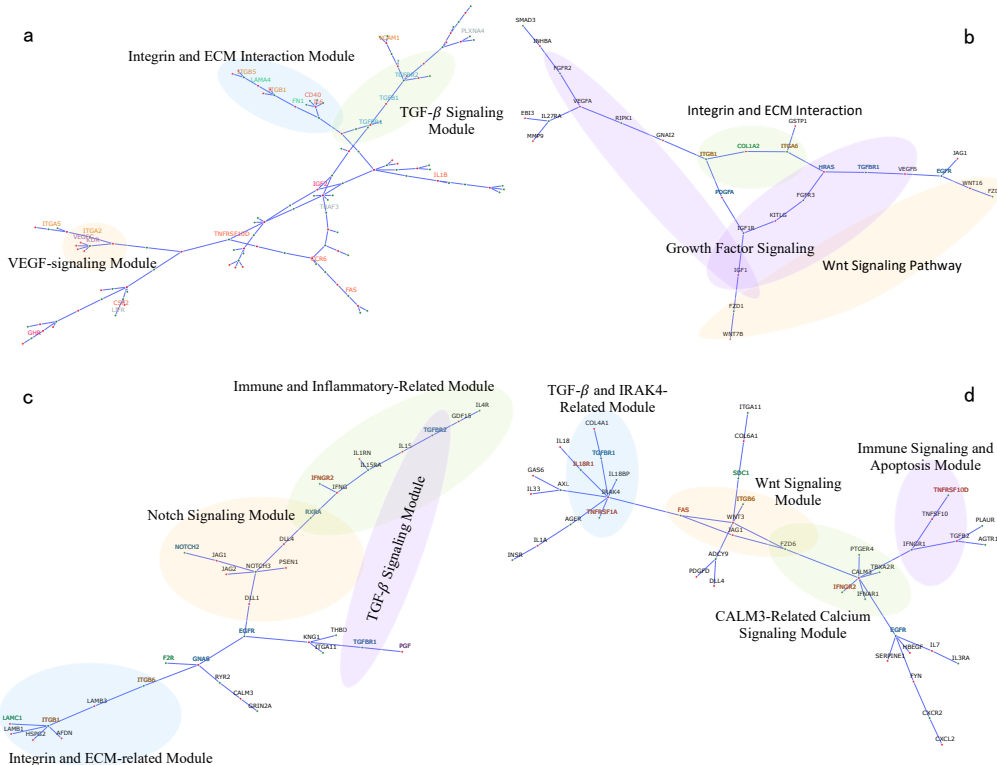 a
Integrin and ECM Interaction Module
PLXNA4
TGFBR2
ITGB5
LAMA4
ITGB1
FN1
CD40
IL6
TGFB1
TGF-β Signaling
Module
IL1B
TRAF3
ITGA5
ITGA2
KDR
VEGF-signaling Module
TNFRSF10D
CCR6
FAS
GHR
b
SMAD3
INHBA
FGFR2
VEGFA
EBI3
IL27RA
MMP9
RIPK1
GNAI2
Integrin and ECM Interaction
GSTP1
ITGB1
COL1A2
ITGA6
JAG1
HRAS
TGFBR1
EGFR
WNT16
PDGFA
FGFR3
KITLG
IGF1R
Growth Factor Signaling
Wnt Signaling Pathway
IGF1
FZD1
WNT7B
c
Immune and Inflammatory-Related Module
IL4R
GDF15
TGFBR2
IL15
IL1RN
IL15RA
IFNGR2
IFNG
Notch Signaling Module
RXRA
DLL4
NOTCH2
JAG1
JAG2
NOTCH3
PSEN1
DLL1
TGF-β Signaling Module
EGFR
THBD
KNG1
ITGA11
TGFBR1
PGF
F2R
GNAS
ITGB6
RYR2
CALM3
GRIN2A
LAMB3
LAMC1
ITGB1
LAMB1
HSPG2
AFDN
Integrin and ECM-related Module
d
TGF-β and IRAK4-
Related Module
ITGA11
COL4A1
COL6A1
IL18
TGFBR1
IL18R1
IL18BP
GAS6
AXL
IL33
IRAK4
SDC1
Immune Signaling and
Apoptosis Module
Wnt Signaling
Module
ITGB6
TNFRSF10D
TNFSF10
PLAUR
AGTR1
TGFB2
IFNGR1
TNFRSF1A
AGER
IL1A
INSR
FAS
WNT3
JAG1
FZD6
ADCY9
PDGFD
DLL4
PTGER4
TBXA2R
CALM3
IFNGR2
IFNAR1
CALM3-Related Calcium
Signaling Module
EGFR
SERPINE1
HBEGF
IL7
IL3RA
FYN
CXCR2
CXCL2